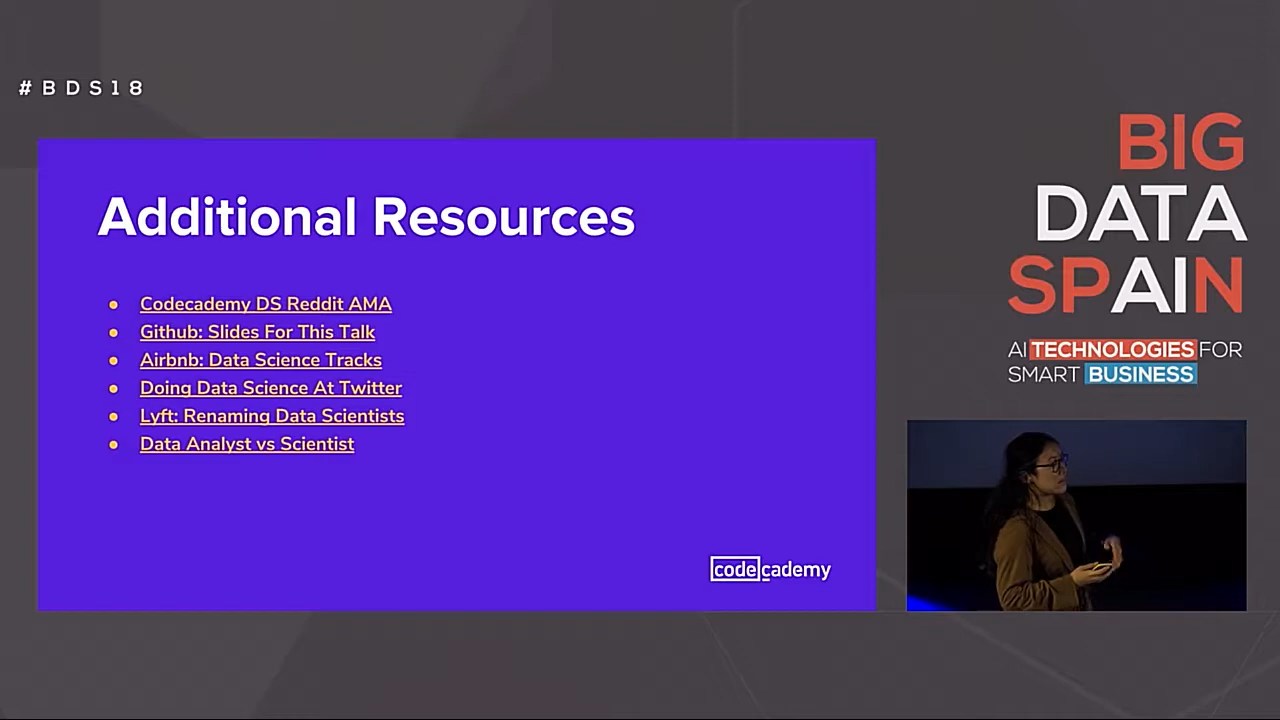 #BDS18
Additional Resources
● Codecademy DS Reddit AMA
● Github: Slides For This Talk
● Airbnb: Data Science Tracks
● Doing Data Science At Twitter
● Lyft: Renaming Data Scientists
● Data Analyst vs Scientist
codecademy
BIG
DATA
SPAIN
AI TECHNOLOGIES FOR
SMART BUSINESS